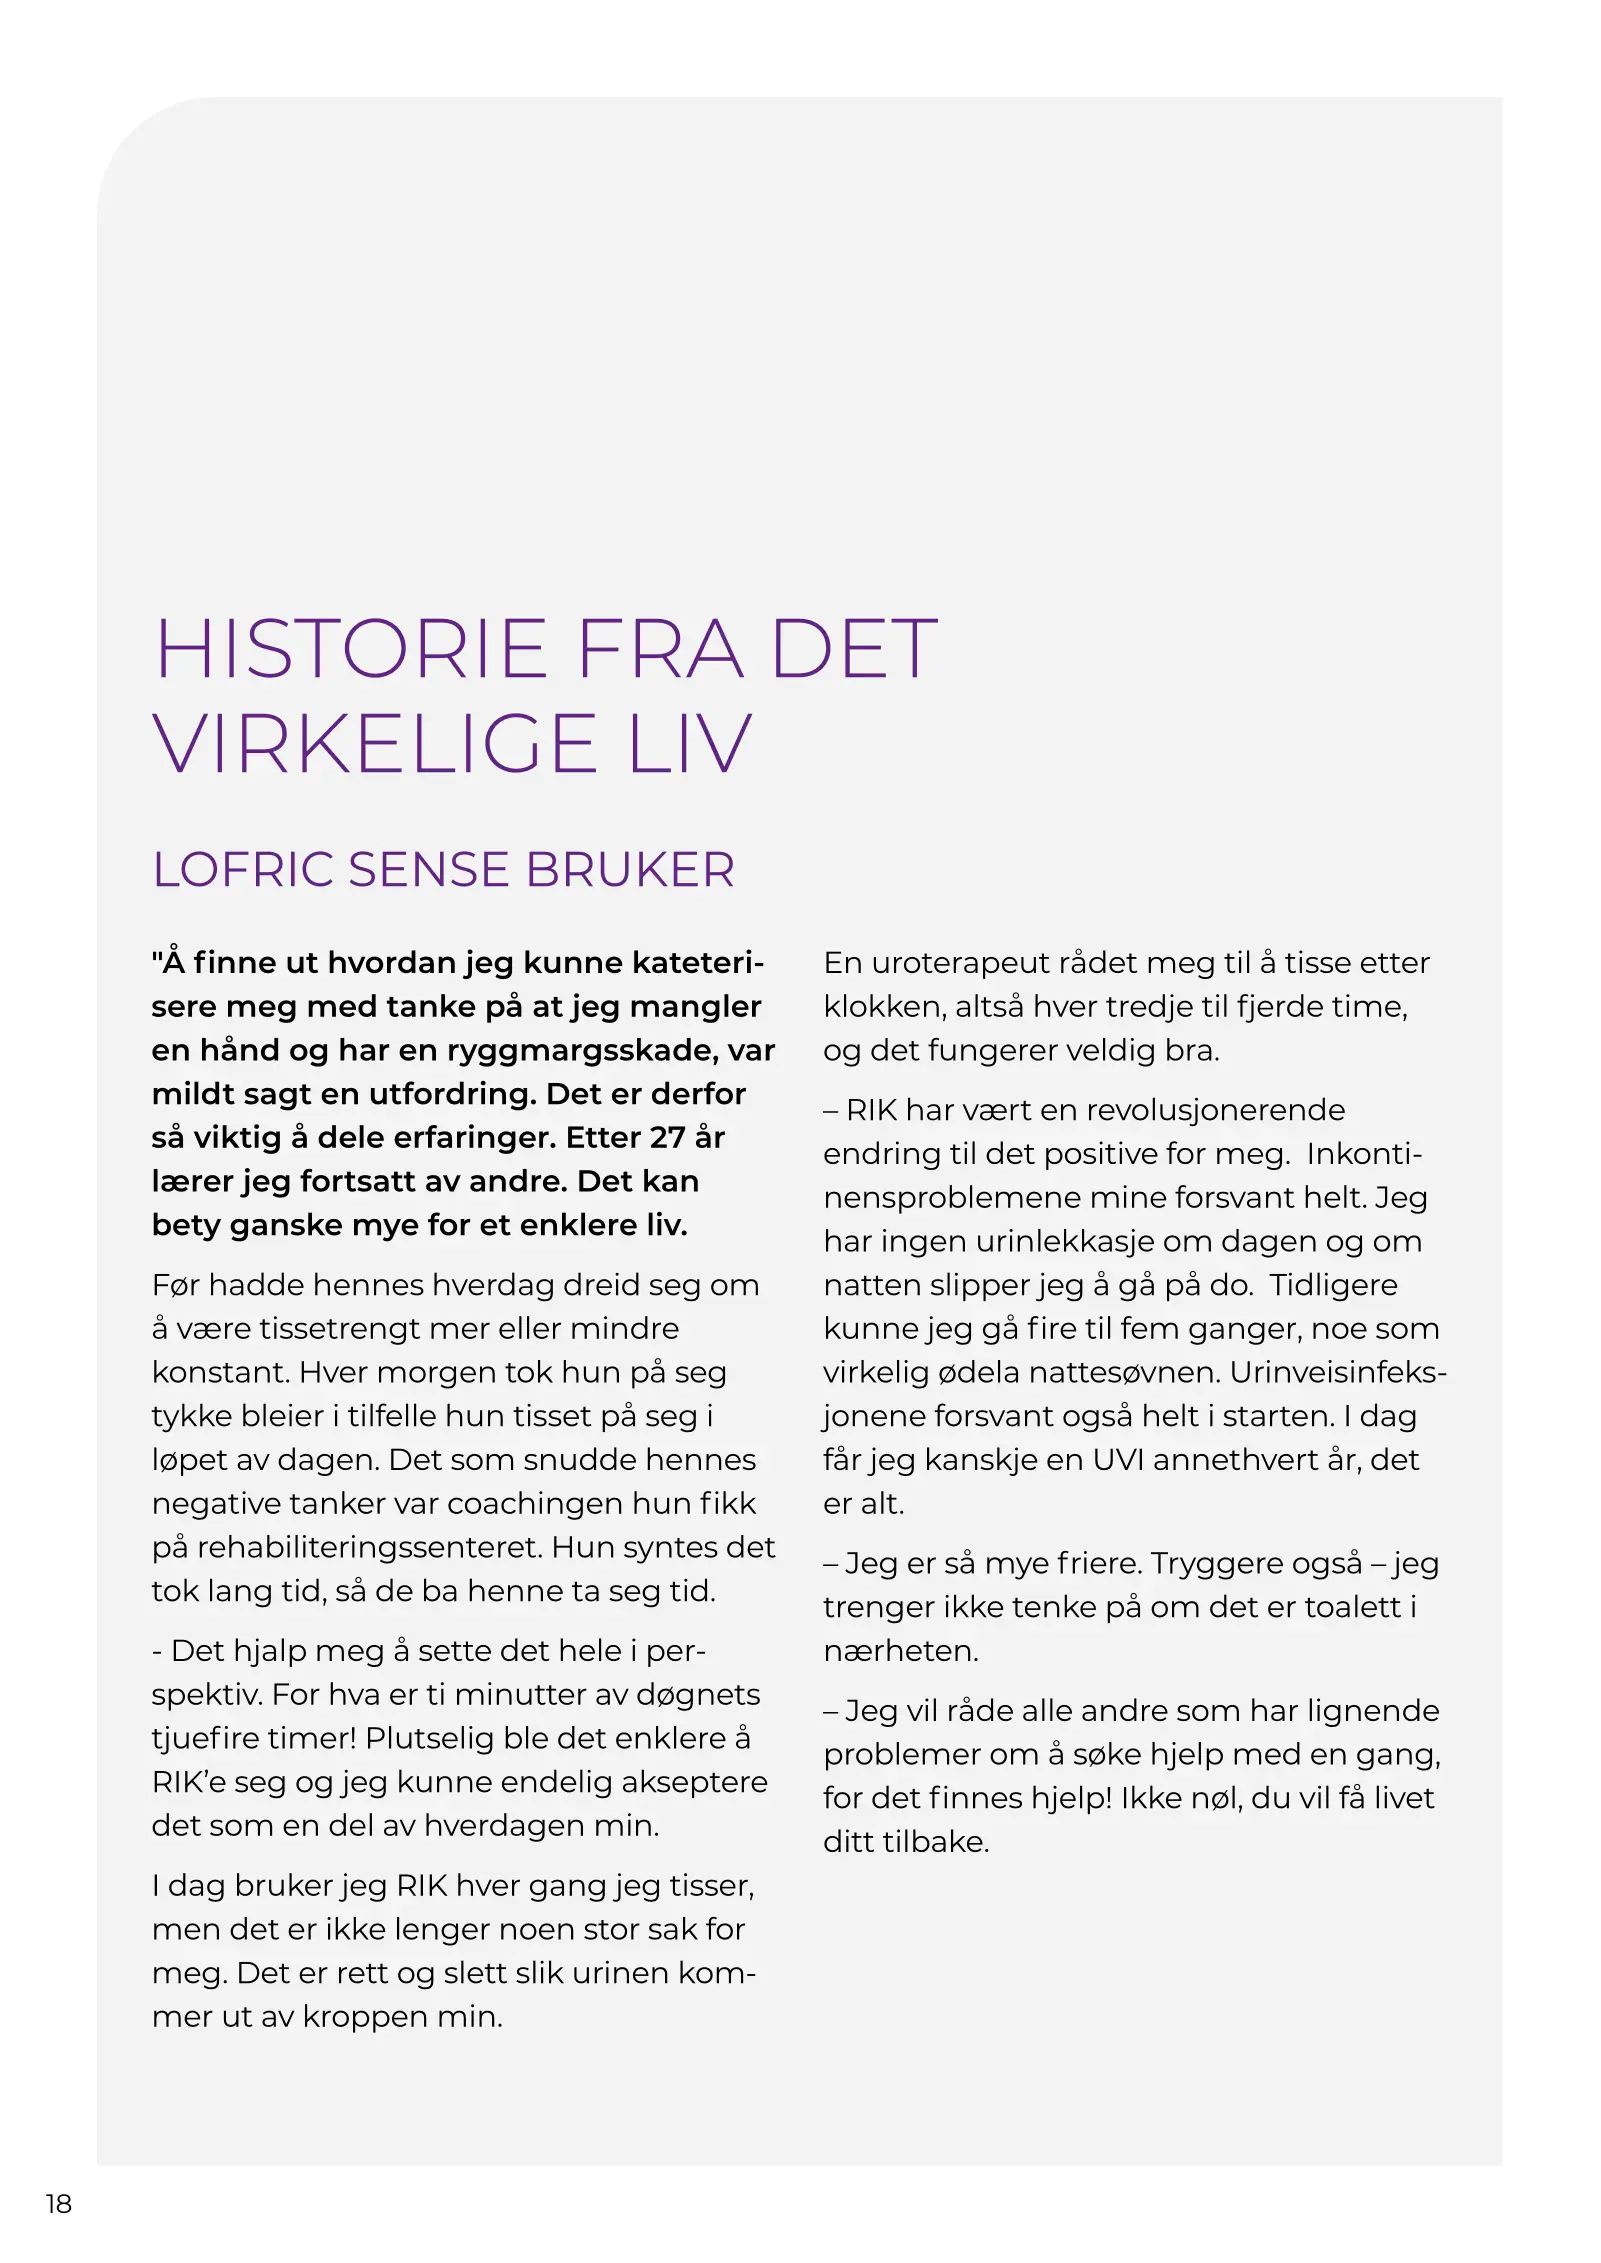 HISTORIE FRA DET
VIRKELIGE LIV
LOFRIC SENSE BRUKER
"Å finne ut hvordan jeg kunne kateteri-
sere meg med tanke på at jeg mangler
en hånd og har en ryggmargsskade, var
mildt sagt en utfordring. Det er derfor
så viktig å dele erfaringer. Etter 27 år
lærer jeg fortsatt av andre. Det kan
bety ganske mye for et enklere liv.
Før hadde hennes hverdag dreid seg om
å være tissetrengt mer eller mindre
konstant. Hver morgen tok hun på seg
tykke bleier i tilfelle hun tisset på seg i
løpet av dagen. Det som snudde hennes
negative tanker var coachingen hun fikk
på rehabiliteringssenteret. Hun syntes det
tok lang tid, så de ba henne ta seg tid.
- Det hjalp meg å sette det hele i per-
spektiv. For hva er ti minutter av døgnets
tjuefire timer! Plutselig ble det enklere å
RIK’e seg og jeg kunne endelig akseptere
det som en del av hverdagen min.
I dag bruker jeg RIK hver gang jeg tisser,
men det er ikke lenger noen stor sak for
meg. Det er rett og slett slik urinen kom-
mer ut av kroppen min.
En uroterapeut rådet meg til å tisse etter
klokken, altså hver tredje til fjerde time,
og det fungerer veldig bra.
– RIK har vært en revolusjonerende
endring til det positive for meg.  Inkonti-
nensproblemene mine forsvant helt. Jeg
har ingen urinlekkasje om dagen og om
natten slipper jeg å gå på do.  Tidligere
kunne jeg gå fire til fem ganger, noe som
virkelig ødela nattesøvnen. Urinveisinfeks-
jonene forsvant også helt i starten. I dag
får jeg kanskje en UVI annethvert år, det
er alt.
– Jeg er så mye friere. Tryggere også – jeg
trenger ikke tenke på om det er toalett i
nærheten.
– Jeg vil råde alle andre som har lignende
problemer om å søke hjelp med en gang,
for det finnes hjelp! Ikke nøl, du vil få livet
ditt tilbake.
18